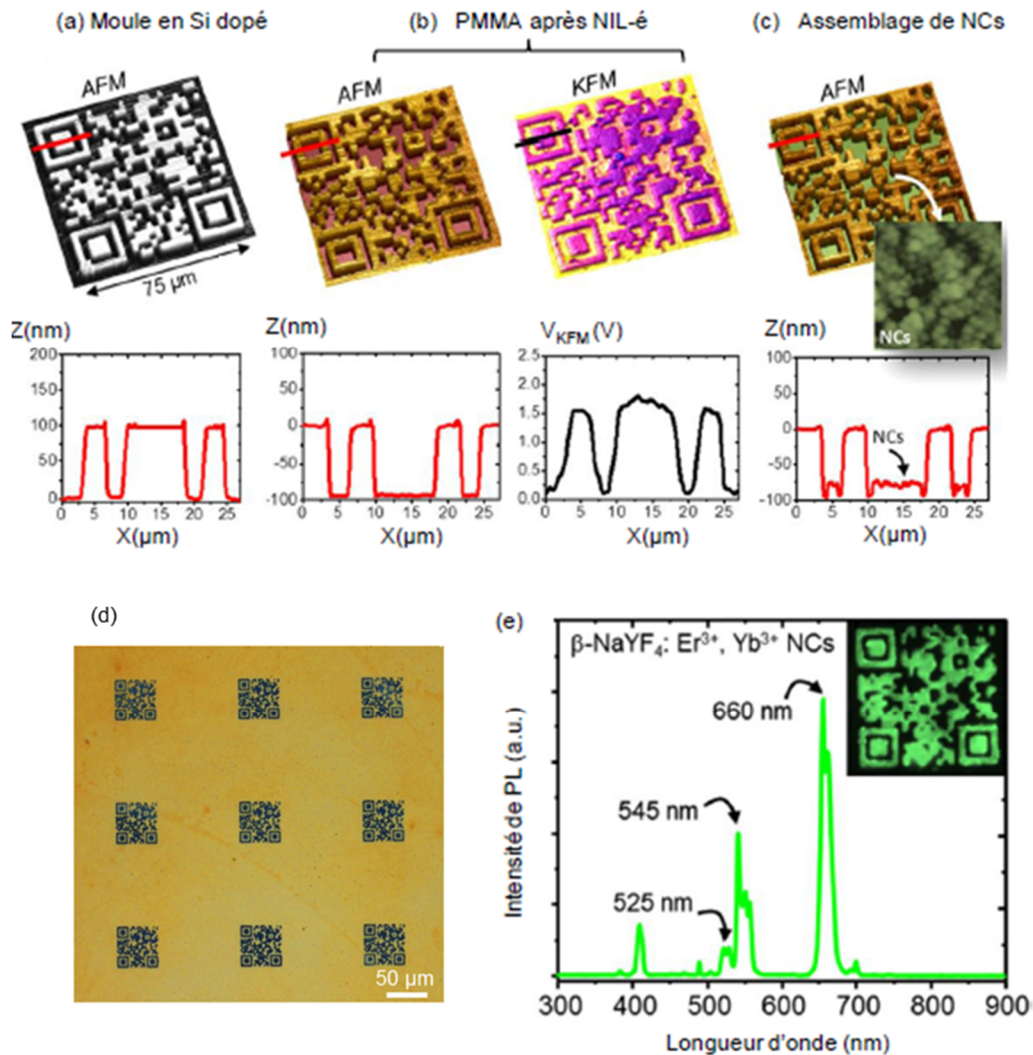 (a) Moule en Si dopé
(b) PMMA après NIL-é
(c) Assemblage de NCs
AFM
AFM
KFM
AFM
75 µm
NCs
Z(nm)
200
150
100
50
0
0 5 10 15 20 25
X(µm)
Z(nm)
100
50
0
-50
-100
0 5 10 15 20 25
X(µm)
VKFM (V)
2.5
2.0
1.5
1.0
0.5
0.0
0 5 10 15 20 25
X(µm)
Z(nm)
100
50
0
-50
-100
NCs
0 5 10 15 20 25
X(µm)
(d)
50 µm
(e)
β-NaYF₄: Er³⁺, Yb³⁺ NCs
660 nm
545 nm
525 nm
Intensité de PL (a.u.)
300 400 500 600 700 800 900
Longueur d'onde (nm)